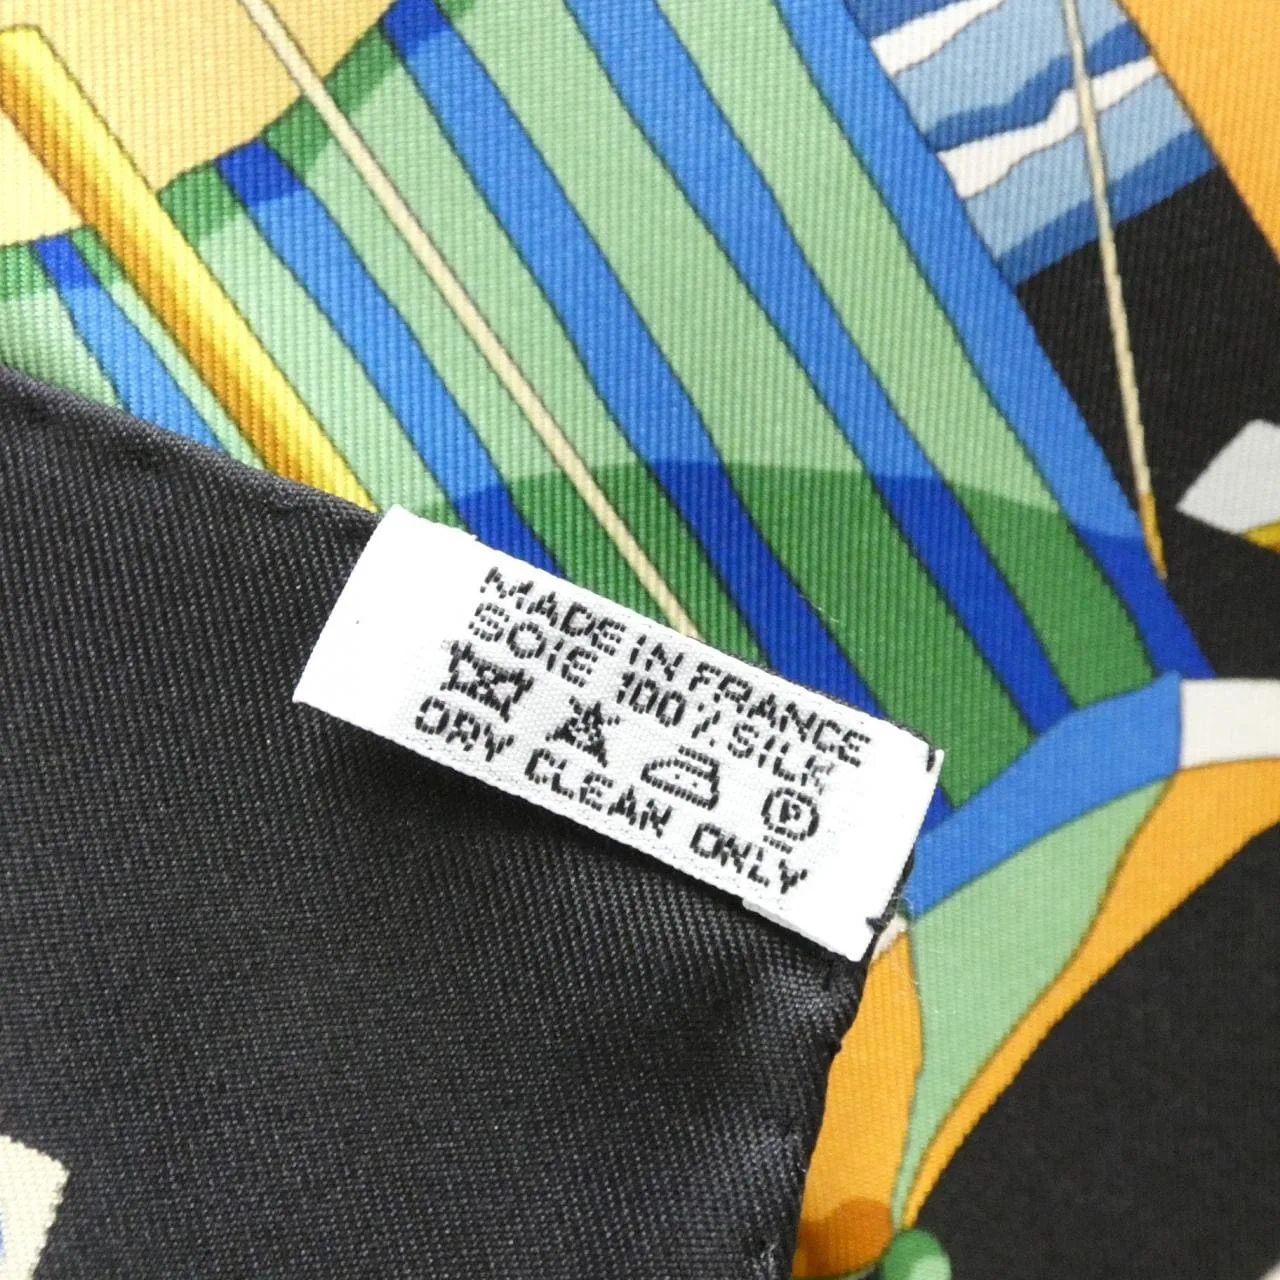 MADE IN FRANCE
SOIE 100% SILK
P
DRY CLEAN ONLY